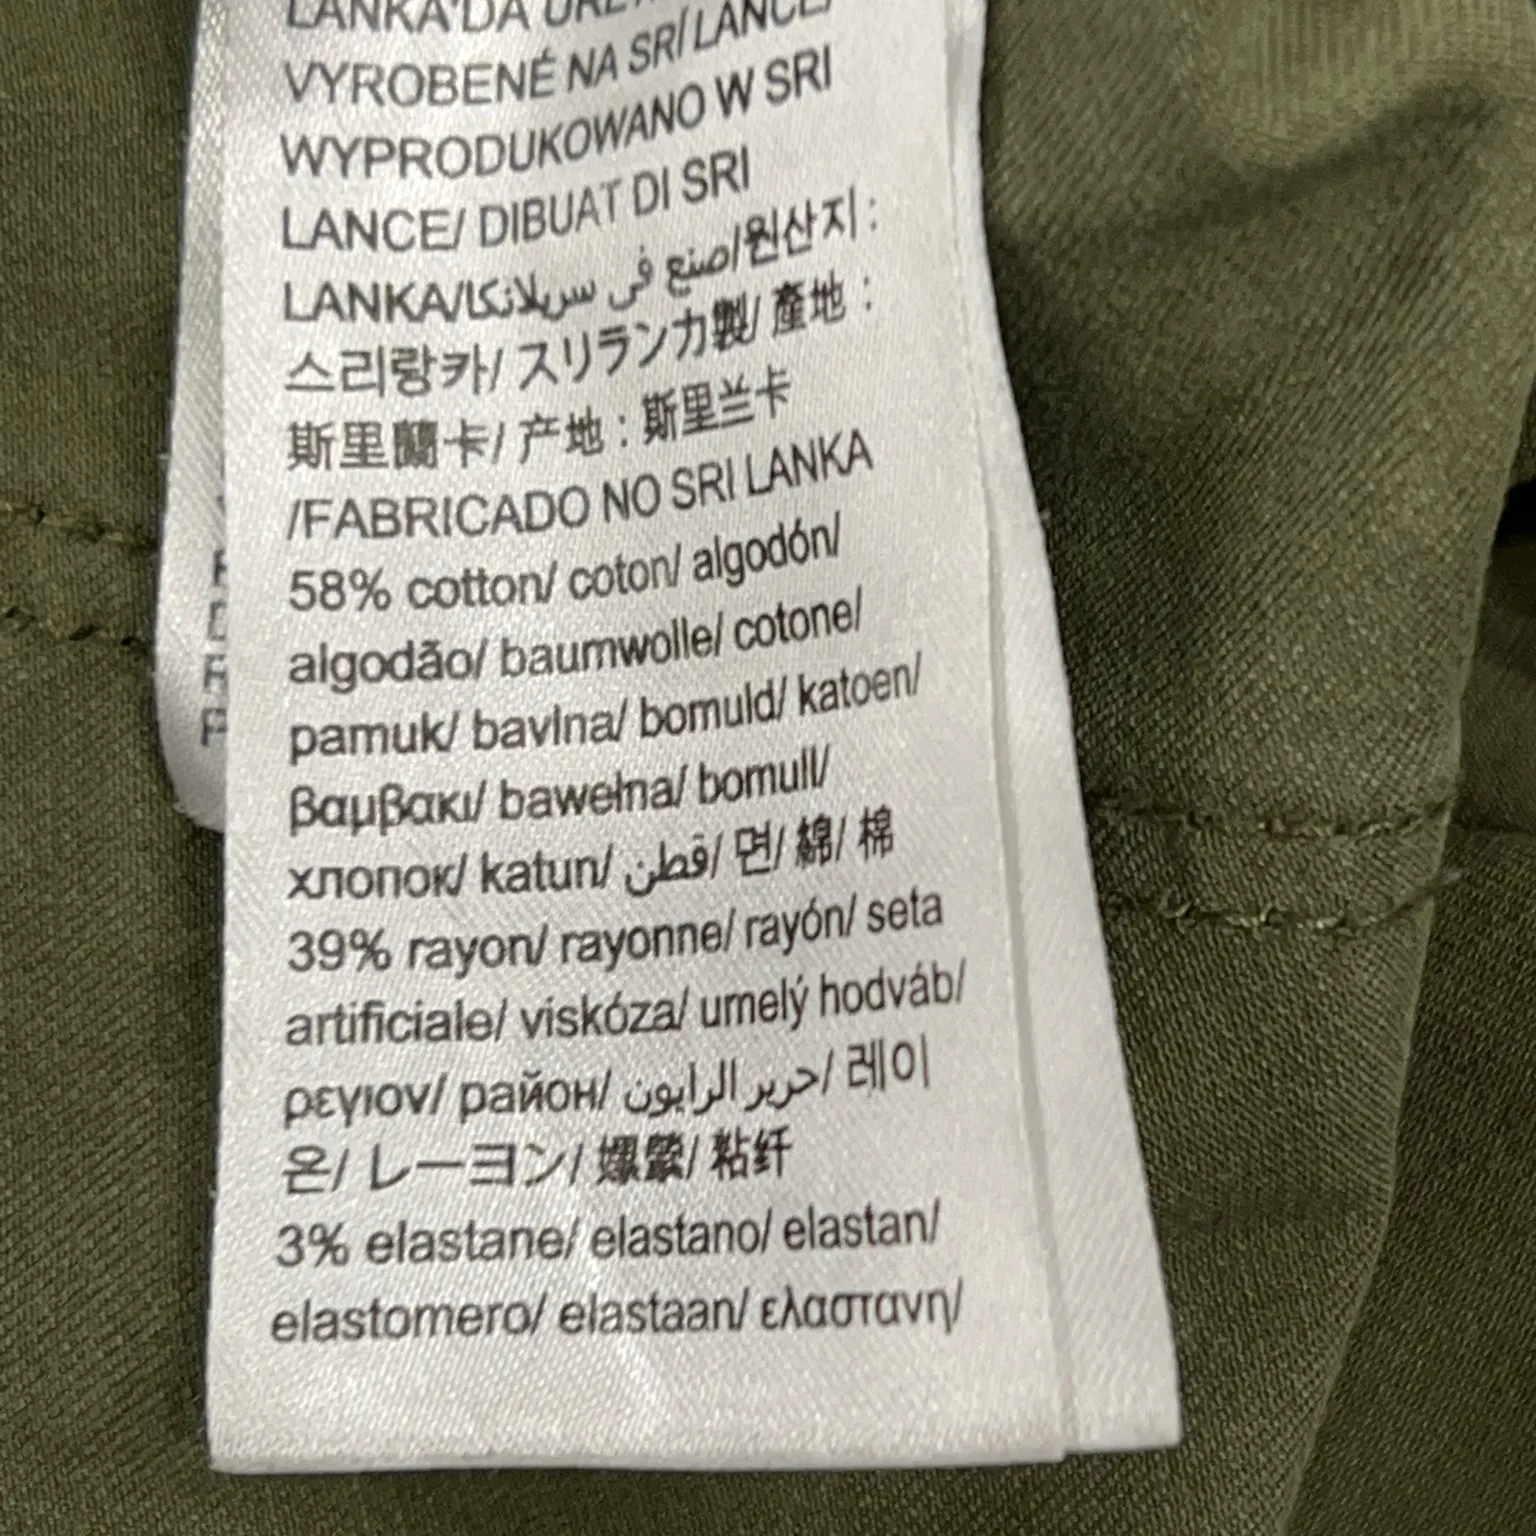 LANKA'DA
VYROBENÉ NA SRÍ LANCE/
WYPRODUKOWANO W SRI
LANCE/ DIBUAT DI SRI
LANKA/صنع في سريلانكا/원산지 :
스리랑카/ スリランカ製/ 產地 :
斯里蘭卡/ 产地 : 斯里兰卡
/FABRICADO NO SRI LANKA
58% cotton/ coton/ algodón/
algodão/ baumwolle/ cotone/
pamuk/ bavlna/ bomuld/ katoen/
βαμβακι/ bawełna/ bomull/
хлопок/ katun/ قطن/ 면/ 綿/ 棉
39% rayon/ rayonne/ rayón/ seta
artificiale/ viskóza/ umelý hodváb/
ρεγιον/ район/ حرير الرايون/ 레이
온/ レーヨン/ 嫘縈/ 粘纤
3% elastane/ elastano/ elastan/
elastomero/ elastaan/ ελαστανη/